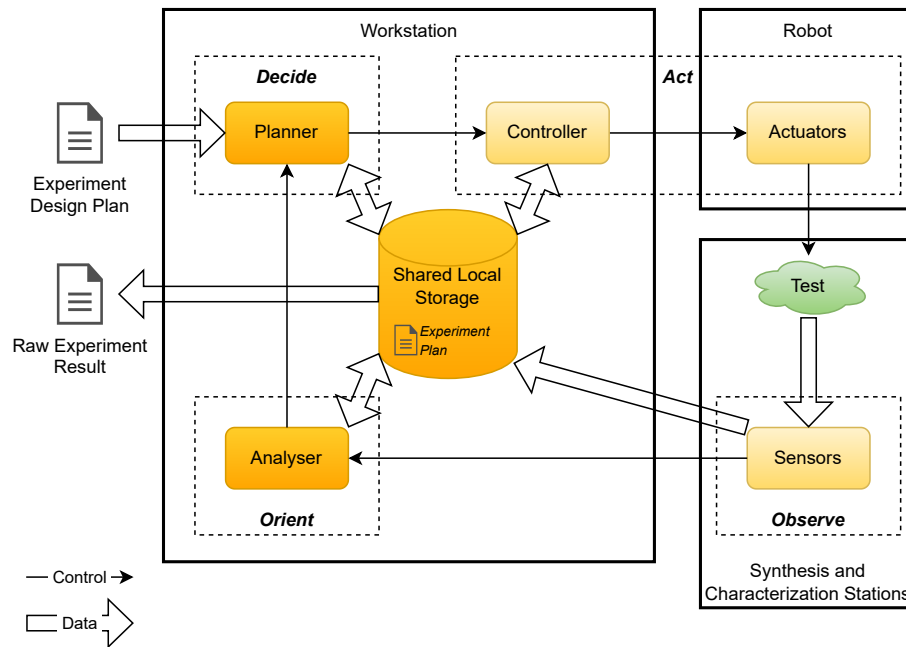 Workstation
Robot
Decide
Act
Planner
Controller
Actuators
Experiment
Design Plan
Shared Local
Storage
Experiment
Plan
Test
Raw Experiment
Result
Analyser
Sensors
Orient
Observe
Synthesis and
Characterization Stations
Control
Data